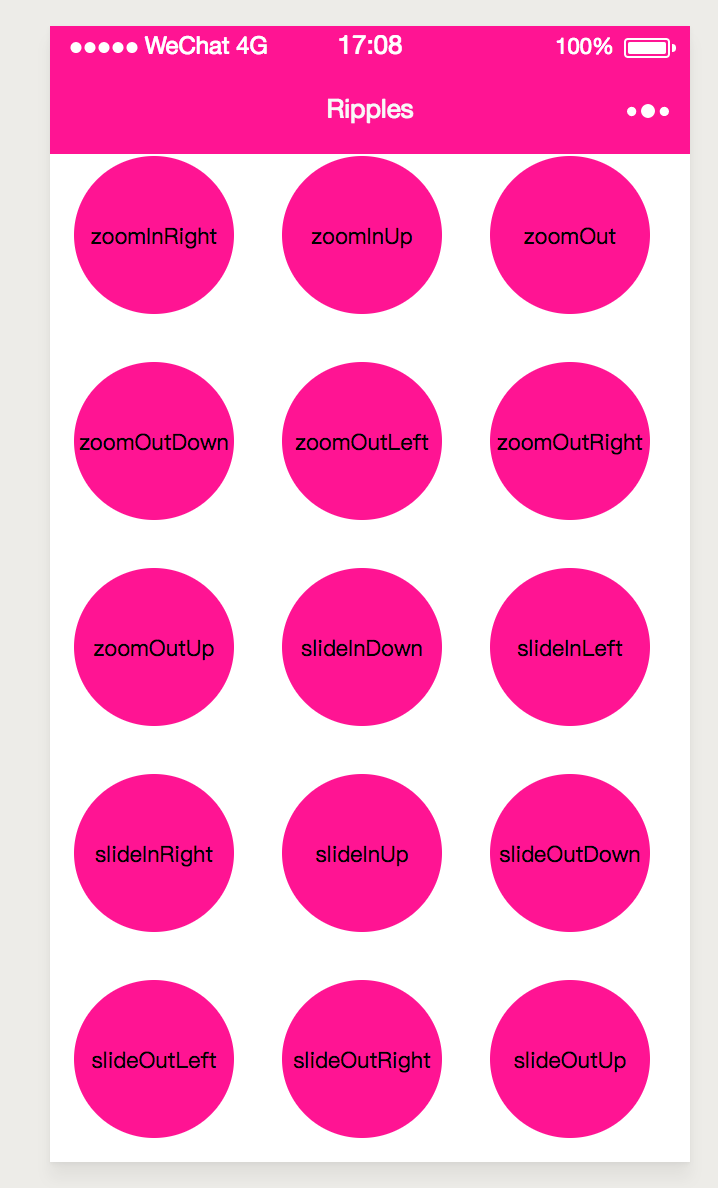 ●●●●● WeChat 4G 17:08 100%
Ripples
zoomInRight zoomInUp zoomOut
zoomOutDown zoomOutLeft zoomOutRight
zoomOutUp slideInDown slideInLeft
slideInRight slideInUp slideOutDown
slideOutLeft slideOutRight slideOutUp